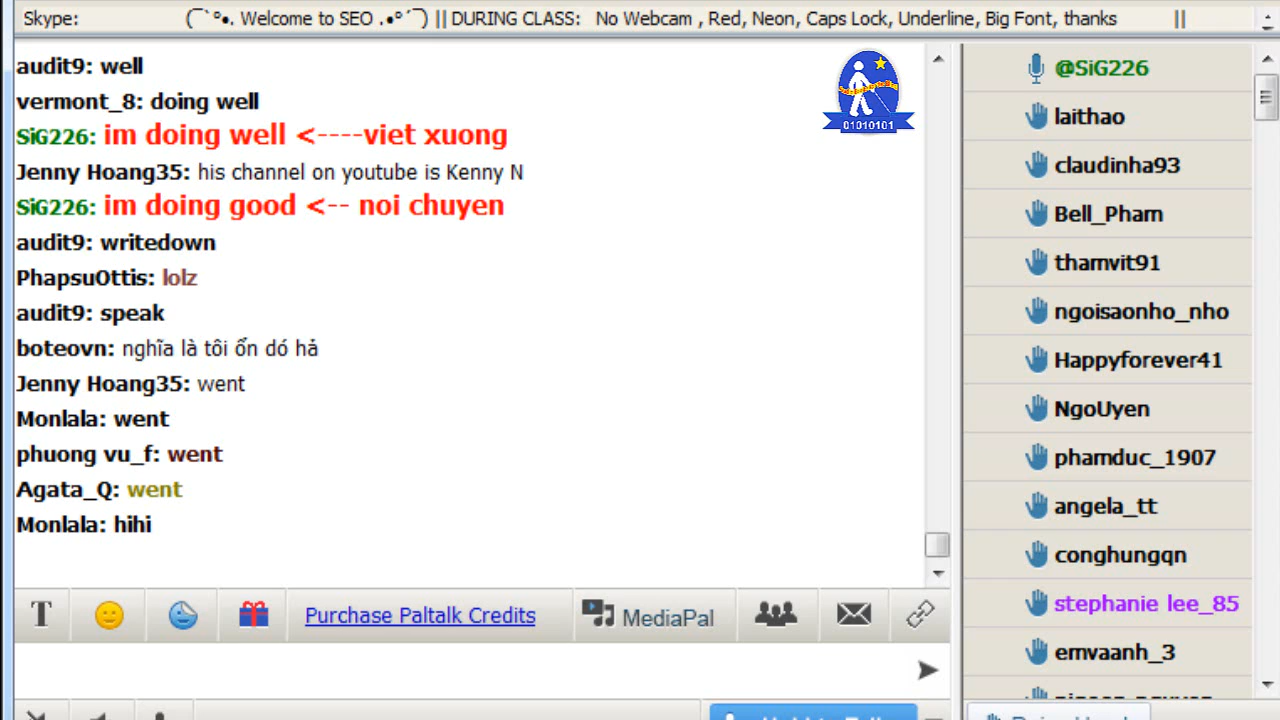 Skype: (¯`º•. Welcome to SEO .•º´¯) || DURING CLASS: No Webcam , Red, Neon, Caps Lock, Underline, Big Font, thanks ||
audit9: well
vermont_8: doing well
SiG226: im doing well <----viet xuong
Jenny Hoang35: his channel on youtube is Kenny N
SiG226: im doing good <-- noi chuyen
audit9: writedown
PhapsuOttis: lolz
audit9: speak
boteovn: nghĩa là tôi ổn dó hả
Jenny Hoang35: went
Monlala: went
phuong vu_f: went
Agata_Q: went
Monlala: hihi
01010101
T
Purchase Paltalk Credits
MediaPal
@SiG226
laithao
claudinha93
Bell_Pham
thamvit91
ngoisaonho_nho
Happyforever41
NgoUyen
phamduc_1907
angela_tt
conghungqn
stephanie lee_85
emvaanh_3